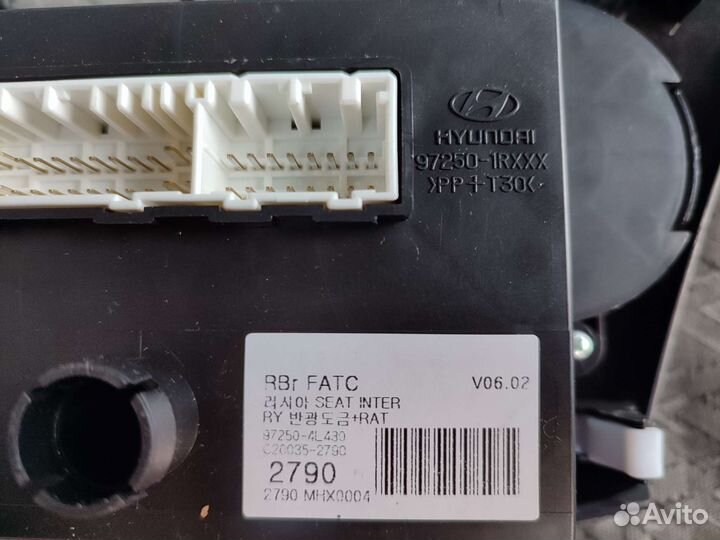 HYUNDAI
97250-1RXXX
>PP+T30<
RBr FATC V06.02
러시아 SEAT INTER
RY 반광도금+RAT
97250-4L430
C20035-2790
2790
2790 MHX0004
Avito